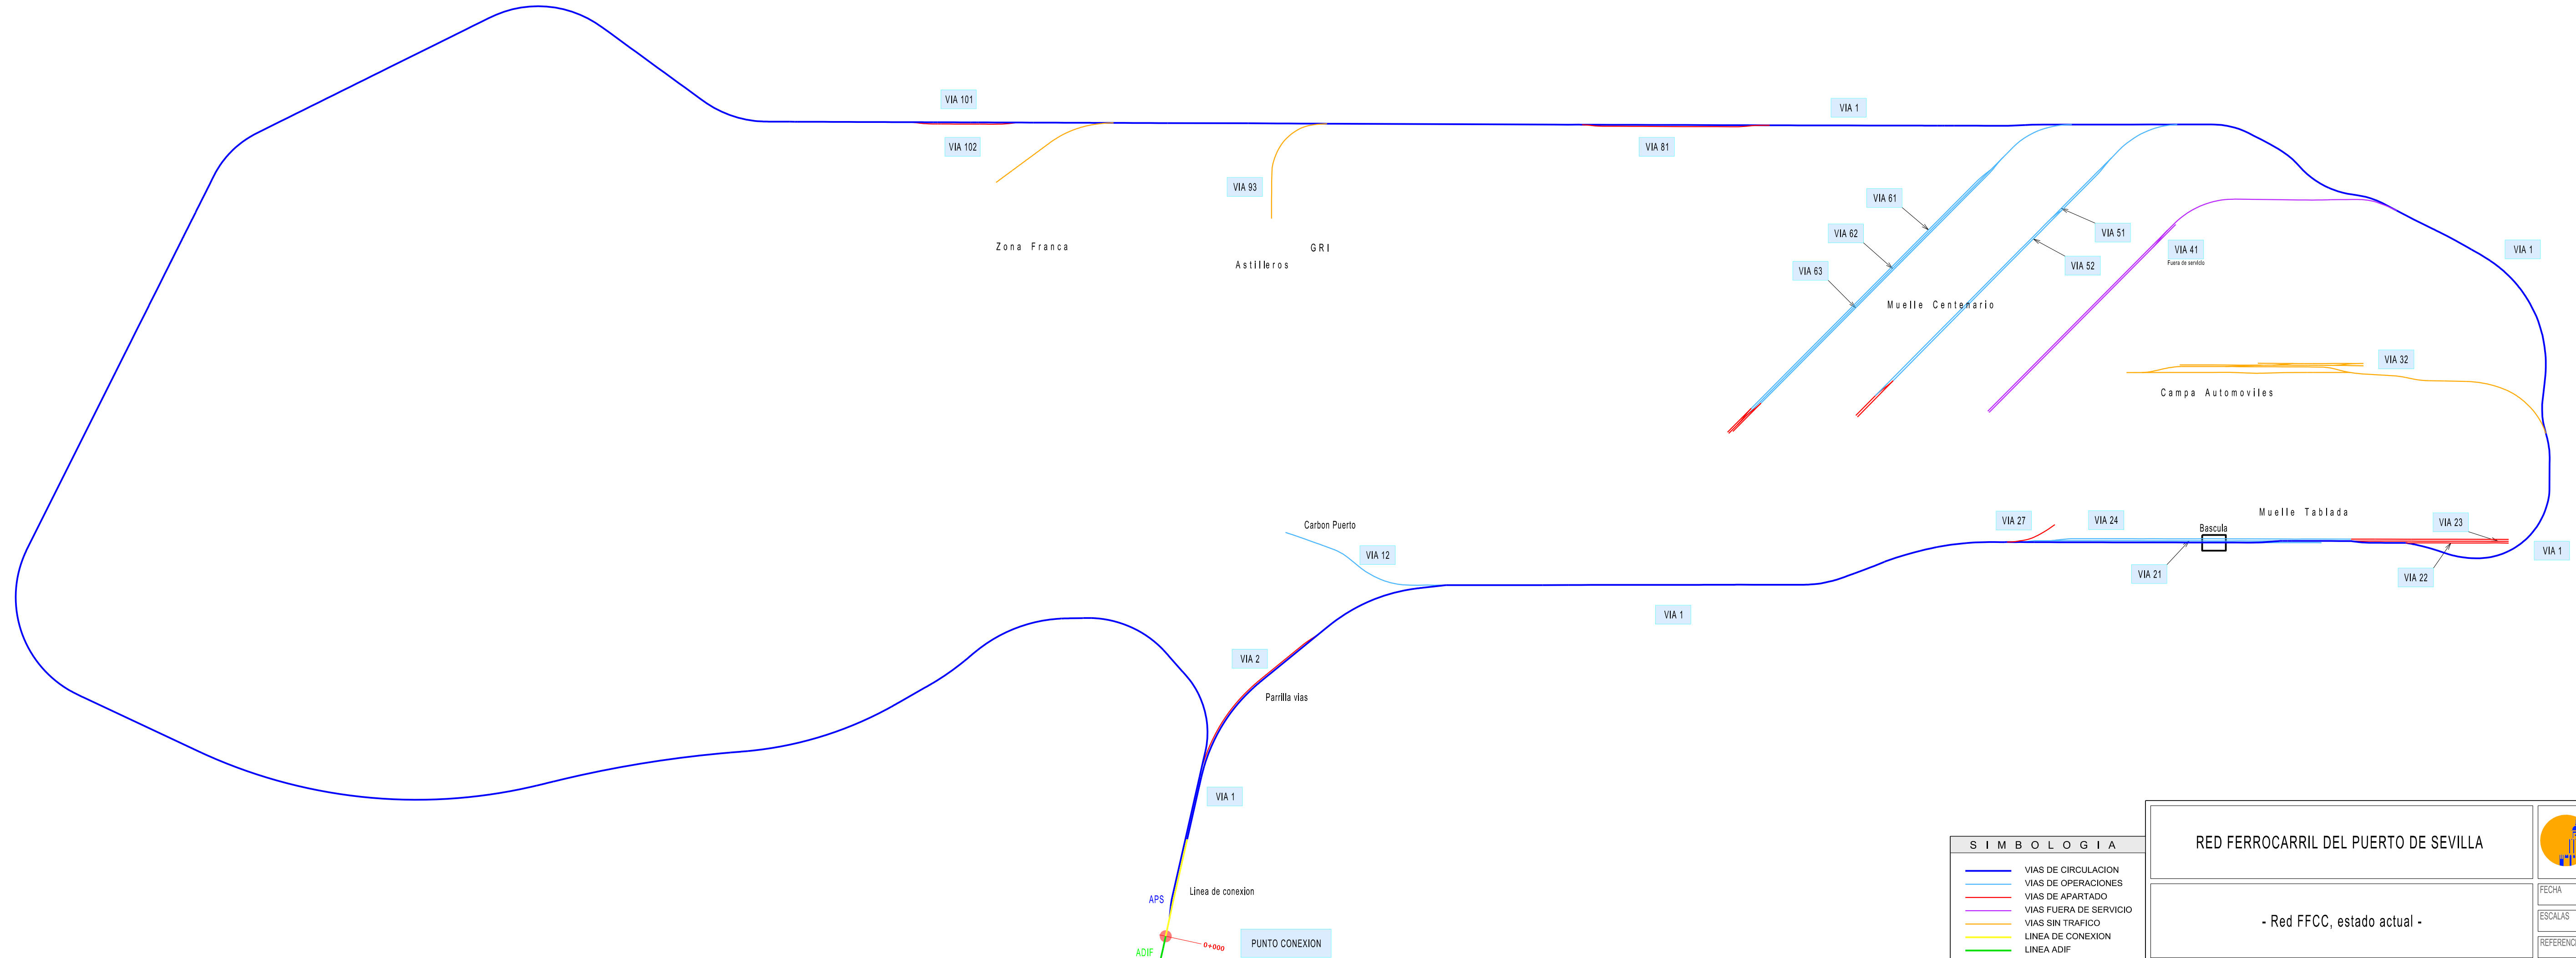 VIA 101
VIA 1
VIA 102
VIA 81
VIA 93
VIA 61
VIA 62
VIA 51
VIA 63
VIA 52
VIA 41
Fuera de servicio
VIA 1
Zona Franca
GRI
Astilleros
Muelle Centenario
VIA 32
Campa Automoviles
Carbon Puerto
VIA 12
VIA 27
VIA 24
Bascula
Muelle Tablada
VIA 23
VIA 1
VIA 21
VIA 22
VIA 1
VIA 2
Parrilla vias
VIA 1
Linea de conexion
APS
0+000
PUNTO CONEXION
ADIF
SIMBOLOGIA
VIAS DE CIRCULACION
VIAS DE OPERACIONES
VIAS DE APARTADO
VIAS FUERA DE SERVICIO
VIAS SIN TRAFICO
LINEA DE CONEXION
LINEA ADIF
RED FERROCARRIL DEL PUERTO DE SEVILLA
- Red FFCC, estado actual -
FECHA
ESCALAS